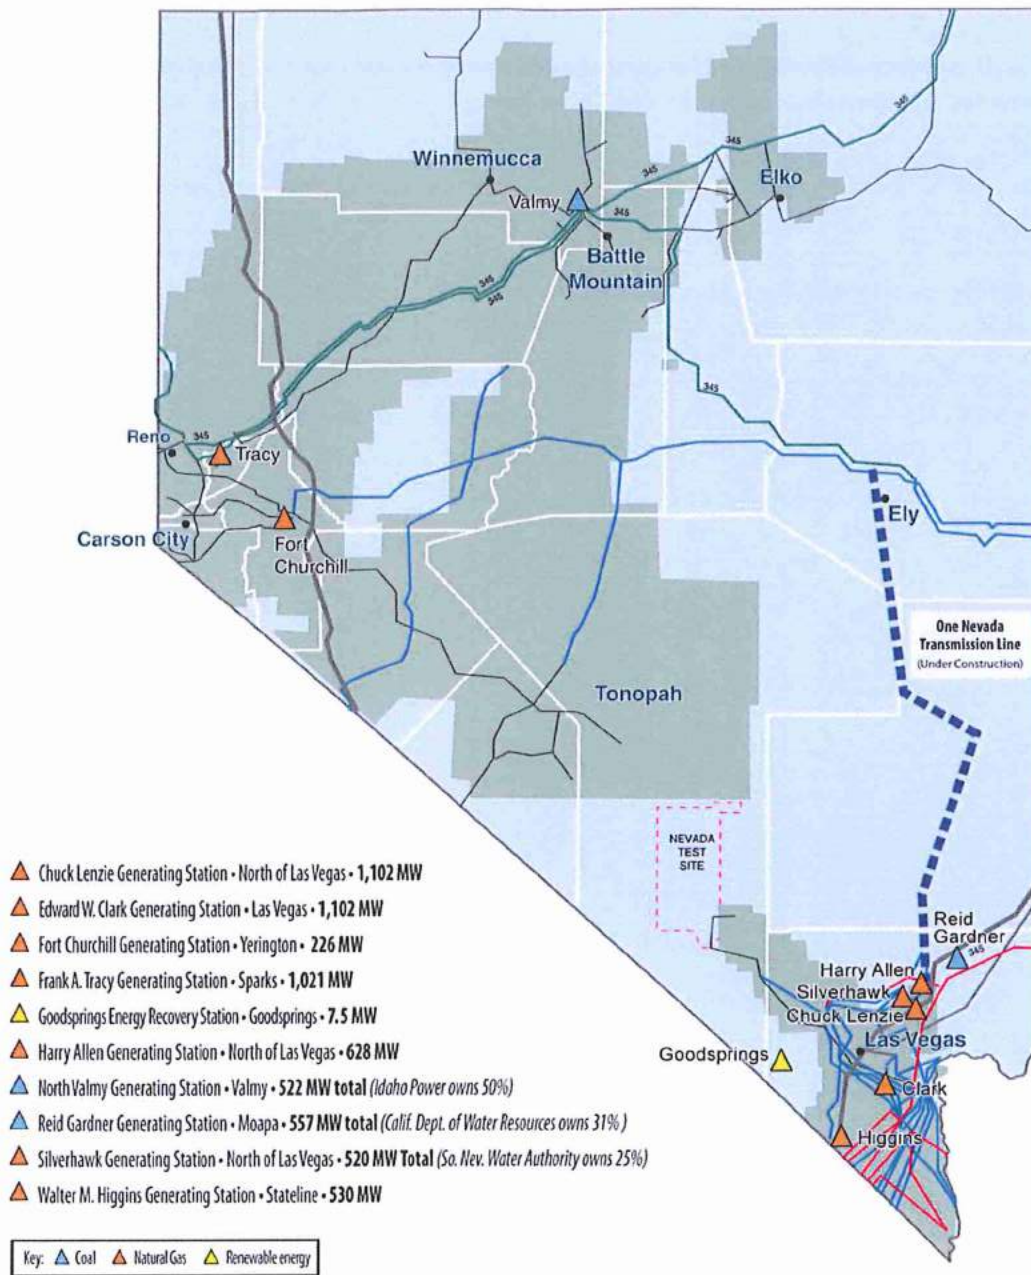 345
345
Winnemucca
Elko
Valmy
345
Battle
Mountain
345
345
345
Reno
345
Tracy
Ely
Carson City
Fort
Churchill
One Nevada
Transmission Line
(Under Construction)
Tonopah
NEVADA
TEST
SITE
Reid
Gardner
345
Harry Allen
Silverhawk
Chuck Lenzie
Las Vegas
Goodsprings
Clark
Higgins
Chuck Lenzie Generating Station • North of Las Vegas • 1,102 MW
Edward W. Clark Generating Station • Las Vegas • 1,102 MW
Fort Churchill Generating Station • Yerington • 226 MW
Frank A. Tracy Generating Station • Sparks • 1,021 MW
Goodsprings Energy Recovery Station • Goodsprings • 7.5 MW
Harry Allen Generating Station • North of Las Vegas • 628 MW
North Valmy Generating Station • Valmy • 522 MW total (Idaho Power owns 50%)
Reid Gardner Generating Station • Moapa • 557 MW total (Calif. Dept. of Water Resources owns 31% )
Silverhawk Generating Station • North of Las Vegas • 520 MW Total (So. Nev. Water Authority owns 25%)
Walter M. Higgins Generating Station • Stateline • 530 MW
Key: Coal Natural Gas Renewable energy